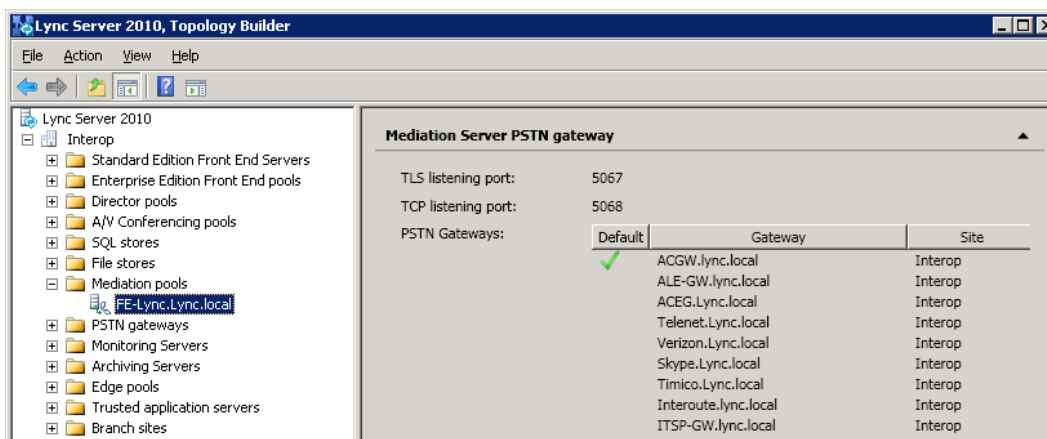 Lync Server 2010, Topology Builder
File Action View Help
Lync Server 2010
Interop
Standard Edition Front End Servers
Enterprise Edition Front End pools
Director pools
A/V Conferencing pools
SQL stores
File stores
Mediation pools
FE-Lync.Lync.local
PSTN gateways
Monitoring Servers
Archiving Servers
Edge pools
Trusted application servers
Branch sites
Mediation Server PSTN gateway
TLS listening port: 5067
TCP listening port: 5068
PSTN Gateways:
Default Gateway Site
ACGW.lync.local Interop
ALE-GW.lync.local Interop
ACEG.Lync.local Interop
Telenet.Lync.local Interop
Verizon.Lync.local Interop
Skype.Lync.local Interop
Timico.Lync.local Interop
Interoute.lync.local Interop
ITSP-GW.lync.local Interop